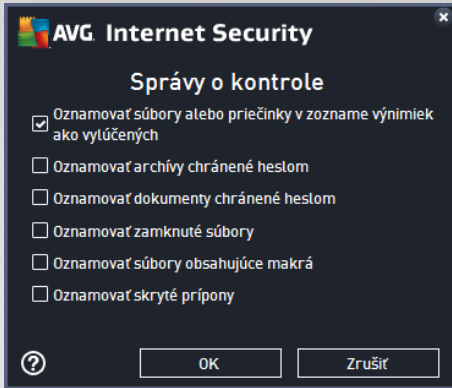 AVG Internet Security
Správy o kontrole
Oznamovať súbory alebo priečinky v zozname výnimiek
ako vylúčených
Oznamovať archívy chránené heslom
Oznamovať dokumenty chránené heslom
Oznamovať zamknuté súbory
Oznamovať súbory obsahujúce makrá
Oznamovať skryté prípony
? OK Zrušiť